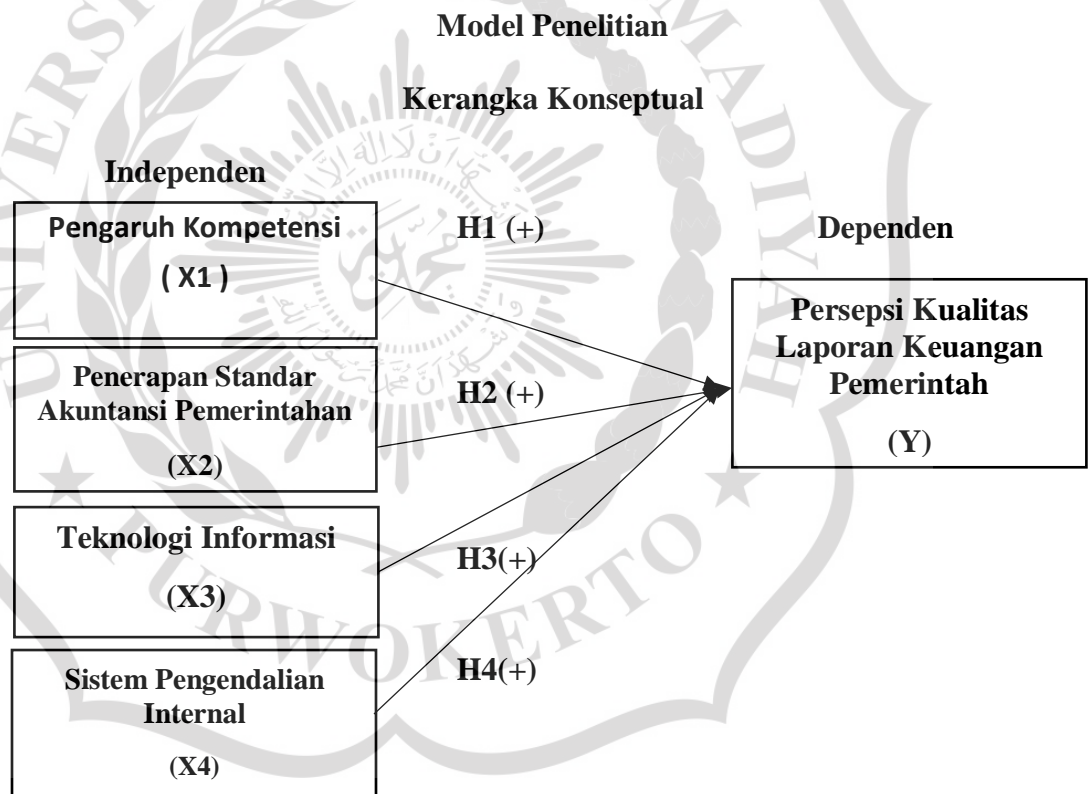 Model Penelitian
Kerangka Konseptual
Independen
Pengaruh Kompetensi
( X1 )
H1 (+)
Dependen
Persepsi Kualitas
Laporan Keuangan
Pemerintah
(Y)
Penerapan Standar
Akuntansi Pemerintahan
(X2)
H2 (+)
Teknologi Informasi
(X3)
H3(+)
Sistem Pengendalian
Internal
(X4)
H4(+)
PURWOKERTO